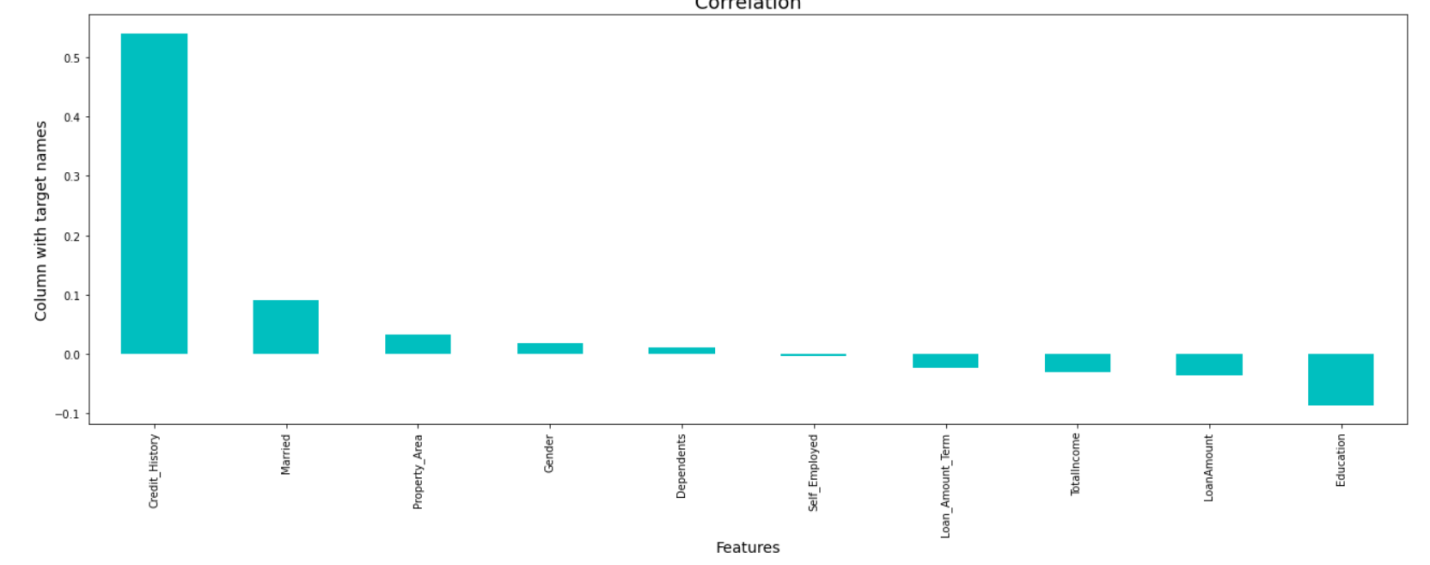 Correlation
Column with target names
0.5
0.4
0.3
0.2
0.1
0.0
−0.1
Credit_History
Married
Property_Area
Gender
Dependents
Self_Employed
Loan_Amount_Term
TotalIncome
LoanAmount
Education
Features